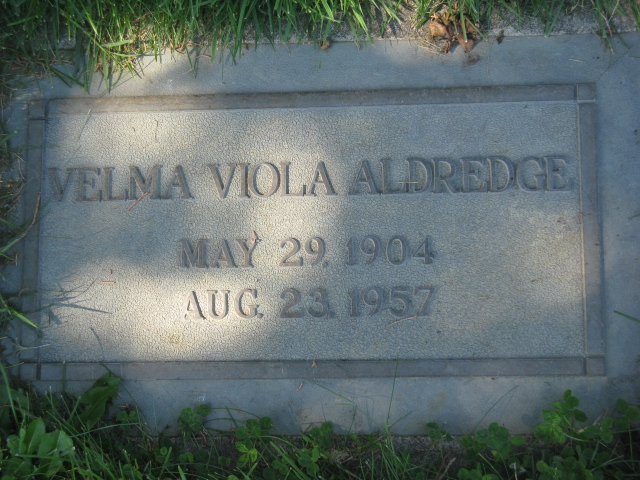 VELMA VIOLA ALDREDGE
MAY 29, 1904
AUG. 23, 1957